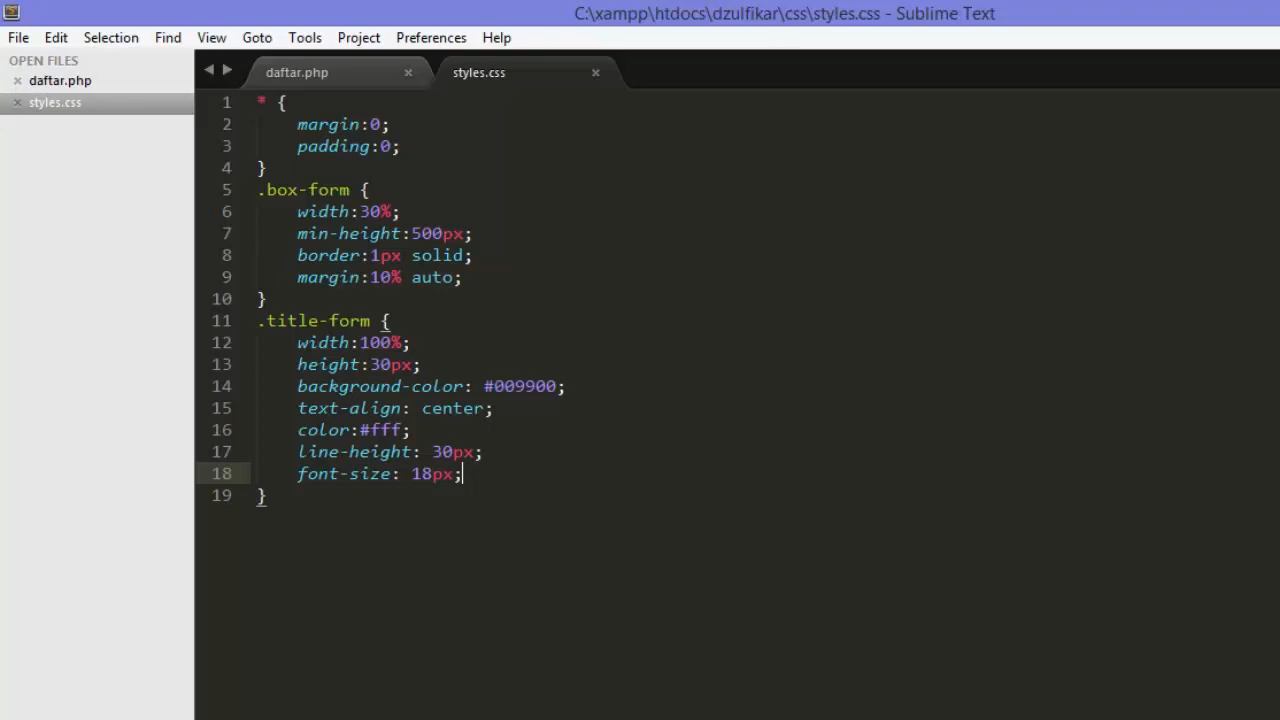 C:\xampp\htdocs\dzulfikar\css\styles.css - Sublime Text
File Edit Selection Find View Goto Tools Project Preferences Help
OPEN FILES
× daftar.php
× styles.css
daftar.php × styles.css ×
1 * {
2 margin:0;
3 padding:0;
4 }
5 .box-form {
6 width:30%;
7 min-height:500px;
8 border:1px solid;
9 margin:10% auto;
10 }
11 .title-form {
12 width:100%;
13 height:30px;
14 background-color: #009900;
15 text-align: center;
16 color:#fff;
17 line-height: 30px;
18 font-size: 18px;
19 }